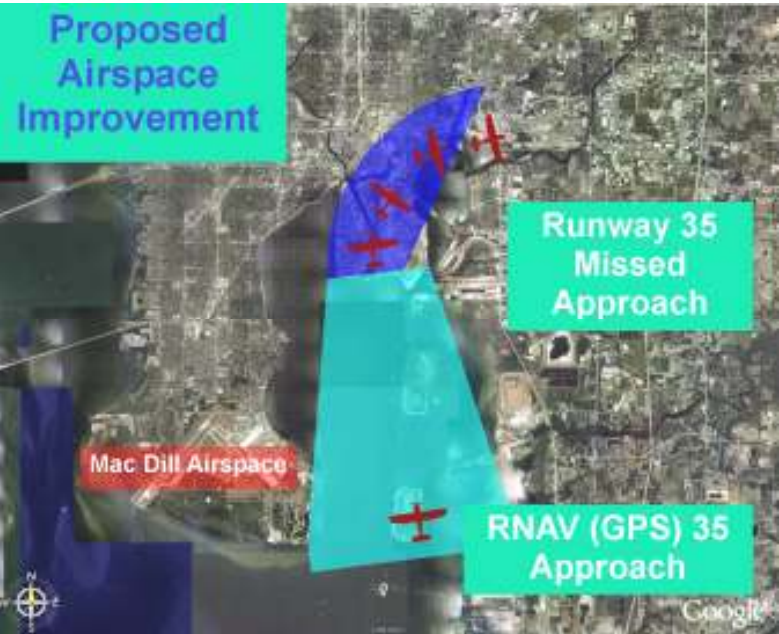 Proposed
Airspace
Improvement
Runway 35
Missed
Approach
Mac Dill Airspace
RNAV (GPS) 35
Approach
N
E
Google